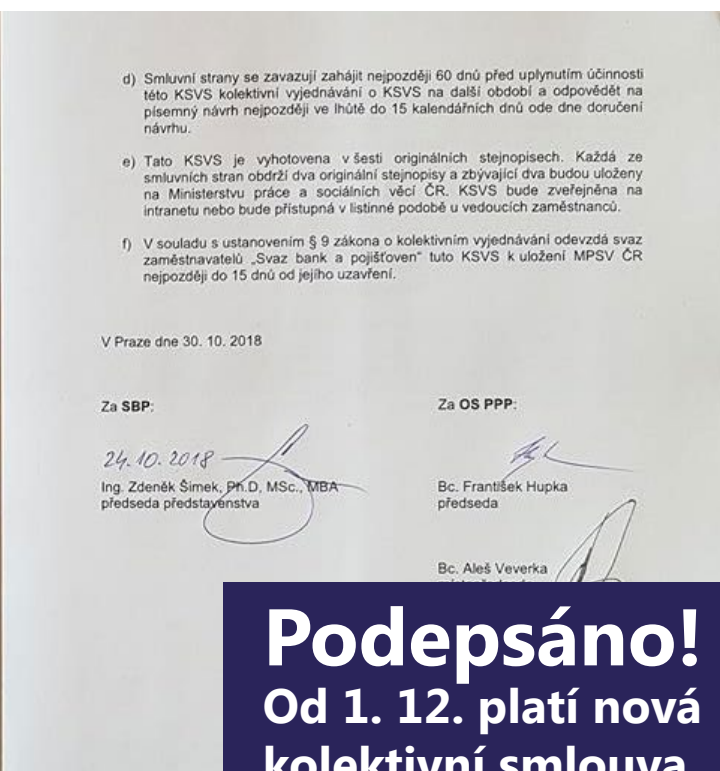 d) Smluvní strany se zavazují zahájit nejpozději 60 dnů před uplynutím účinnosti
této KSVS kolektivní vyjednávání o KSVS na další období a odpovědět na
písemný návrh nejpozději ve lhůtě do 15 kalendářních dnů ode dne doručení
návrhu.
e) Tato KSVS je vyhotovena v šesti originálních stejnopisech. Každá ze
smluvních stran obdrží dva originální stejnopisy a zbývající dva budou uloženy
na Ministerstvu práce a sociálních věcí ČR. KSVS bude zveřejněna na
intranetu nebo bude přístupná v listinné podobě u vedoucích zaměstnanců.
f) V souladu s ustanovením § 9 zákona o kolektivním vyjednávání odevzdá svaz
zaměstnavatelů „Svaz bank a pojišťoven“ tuto KSVS k uložení MPSV ČR
nejpozději do 15 dnů od jejího uzavření.
V Praze dne 30. 10. 2018
Za SBP:
Za OS PPP:
24.10.2018
Ing. Zdeněk Šimek, Ph.D, MSc., MBA
předseda představenstva
Bc. František Hupka
předseda
Bc. Aleš Veverka
Podepsáno!
Od 1. 12. platí nová
kolektivní smlouva